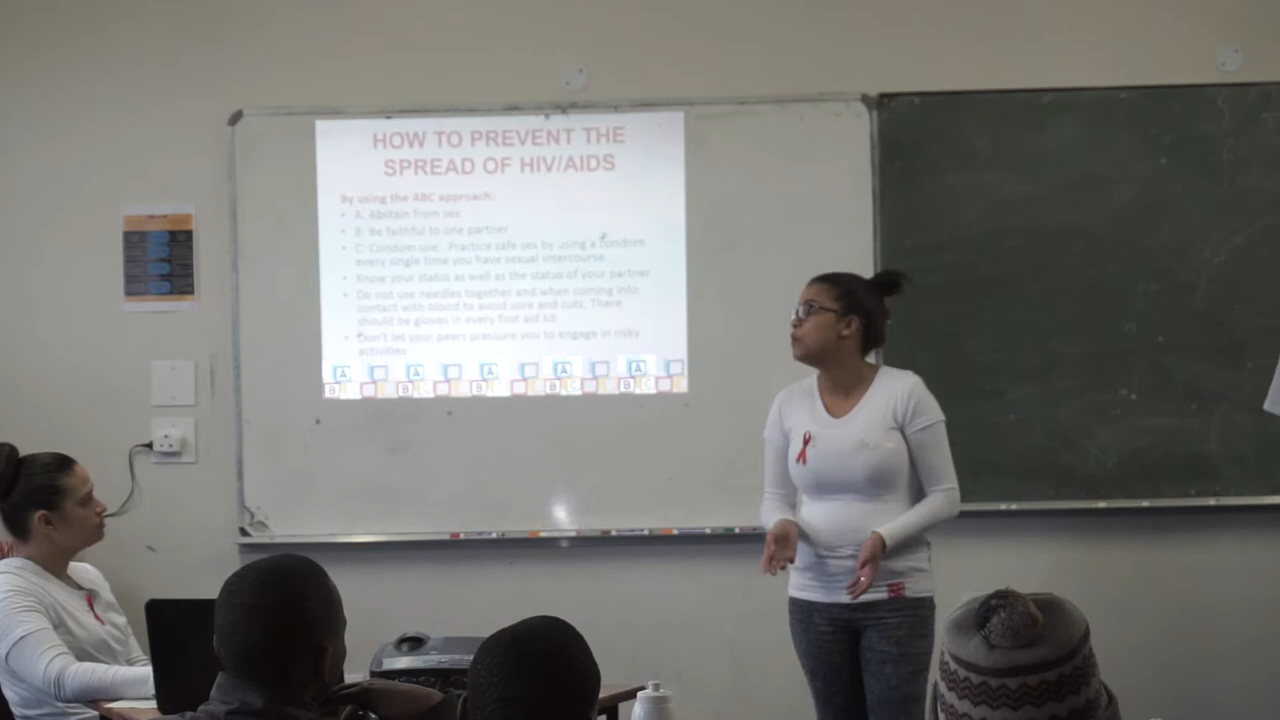 HOW TO PREVENT THE
SPREAD OF HIV/AIDS
By using the ABC approach:
• A: Abstain from sex
• B: Be faithful to one partner
• C: Condom use: Practice safe sex by using a condom
every single time you have sexual intercourse
• Know your status as well as the status of your partner
• Do not use needles together and when coming into
contact with blood to avoid sore and cuts. There
should be gloves in every first aid kit
• Don't let your peers pressure you to engage in risky
activities
A A A A A
B C B C B C B C B C